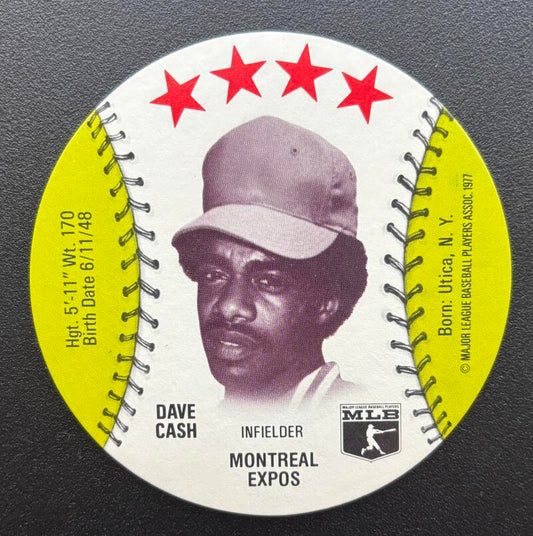 Hgt. 5'-11" Wt. 170
Birth Date 6/11/48
DAVE
CASH
INFIELDER
MONTREAL
EXPOS
MAJOR LEAGUE BASEBALL PLAYERS
MLB
Born: Utica, N. Y.
© MAJOR LEAGUE BASEBALL PLAYERS ASSOC. 1977